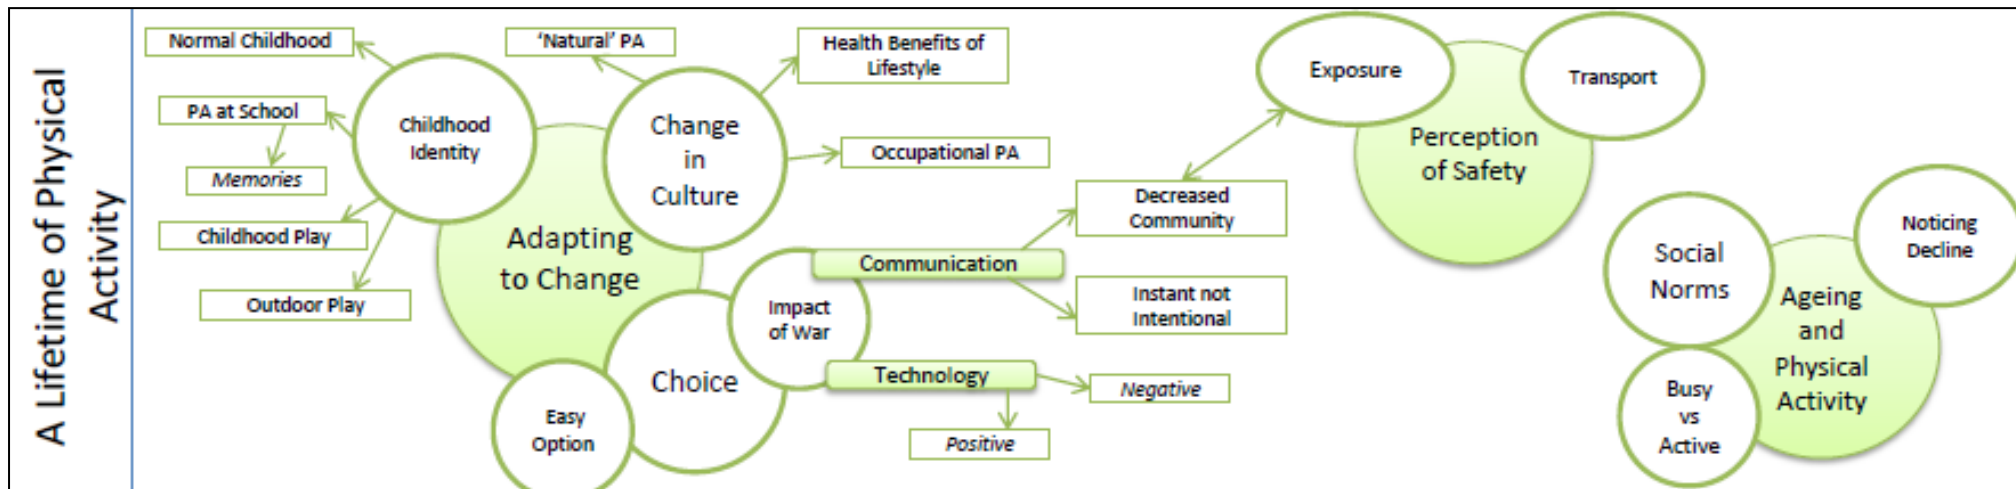 A Lifetime of Physical
Activity
Normal Childhood
PA at School
Memories
Childhood Play
Outdoor Play
Childhood
Identity
'Natural' PA
Health Benefits of
Lifestyle
Change
in
Culture
Occupational PA
Adapting
to Change
Communication
Decreased
Community
Instant not
Intentional
Impact
of War
Choice
Technology
Negative
Positive
Easy
Option
Exposure
Transport
Perception
of Safety
Social
Norms
Noticing
Decline
Ageing
and
Physical
Activity
Busy
vs
Active